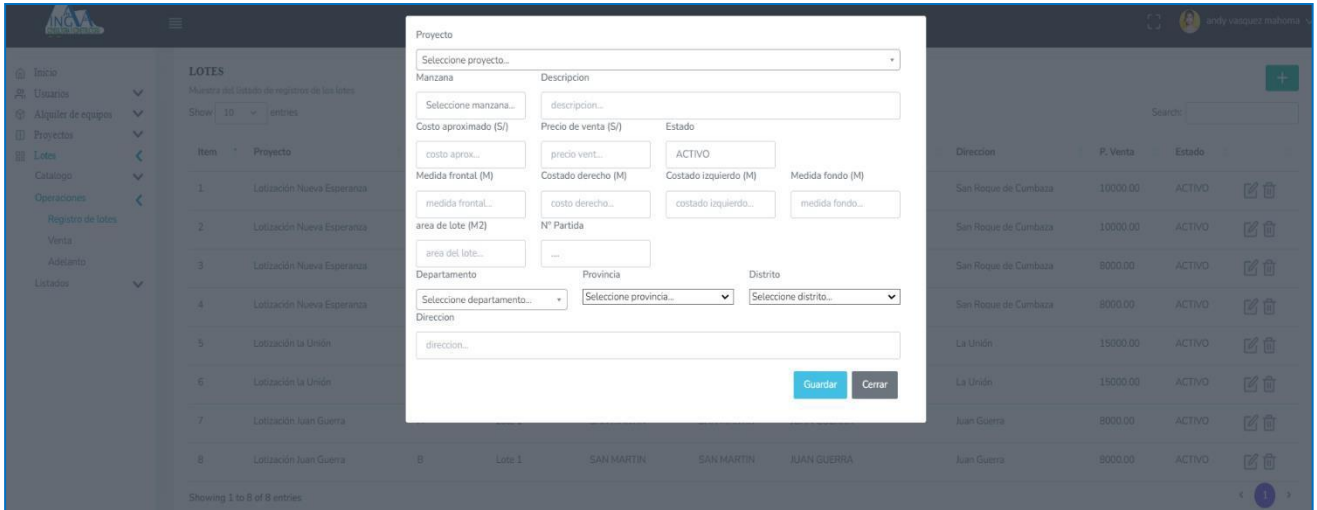 andy vasquez mahoma
Inicio
Usuarios
Alquiler de equipos
Proyectos
Lotes
Catalogo
Operaciones
Registro de lotes
Venta
Adelanto
Listados
LOTES
Muestra del listado de registros de los lotes
Show 10 entries
Search:
Proyecto
Seleccione proyecto...
Manzana Descripcion
Seleccione manzana... descripcion...
Costo aproximado (S/) Precio de venta (S/) Estado
costo aprox... precio vent... ACTIVO
Medida frontal (M) Costado derecho (M) Costado izquierdo (M) Medida fondo (M)
medida frontal... costo derecho... costado izquierdo... medida fondo...
area de lote (M2) N° Partida
area del lote... ...
Departamento Provincia Distrito
Seleccione departamento... Seleccione provincia... Seleccione distrito...
Direccion
direccion...
Guardar Cerrar
Item Proyecto Direccion P. Venta Estado
1 Lotización Nueva Esperanza San Roque de Cumbaza 10000.00 ACTIVO
2 Lotización Nueva Esperanza San Roque de Cumbaza 10000.00 ACTIVO
3 Lotización Nueva Esperanza San Roque de Cumbaza 8000.00 ACTIVO
4 Lotización Nueva Esperanza San Roque de Cumbaza 8000.00 ACTIVO
5 Lotización la Unión La Unión 15000.00 ACTIVO
6 Lotización la Unión La Unión 15000.00 ACTIVO
7 Lotización Juan Guerra Juan Guerra 8000.00 ACTIVO
8 Lotización Juan Guerra B Lote 1 SAN MARTIN SAN MARTIN JUAN GUERRA Juan Guerra 8000.00 ACTIVO
Showing 1 to 8 of 8 entries
1